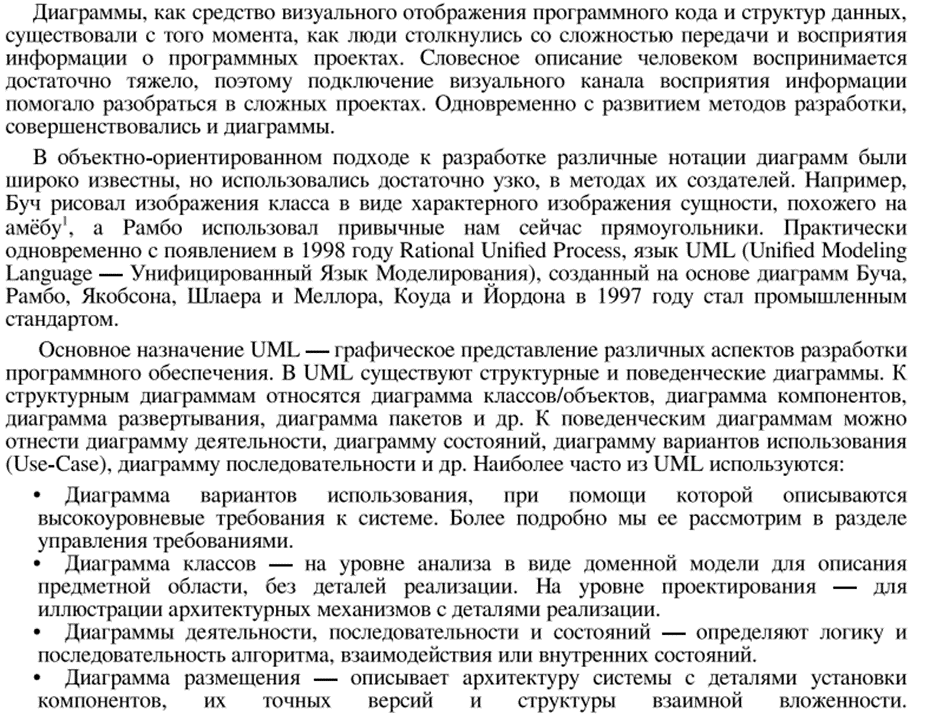 Диаграммы, как средство визуального отображения программного кода и структур данных,
существовали с того момента, как люди столкнулись со сложностью передачи и восприятия
информации о программных проектах. Словесное описание человеком воспринимается
достаточно тяжело, поэтому подключение визуального канала восприятия информации
помогало разобраться в сложных проектах. Одновременно с развитием методов разработки,
совершенствовались и диаграммы.
В объектно-ориентированном подходе к разработке различные нотации диаграмм были
широко известны, но использовались достаточно узко, в методах их создателей. Например,
Буч рисовал изображения класса в виде характерного изображения сущности, похожего на
амёбу¹, а Рамбо использовал привычные нам сейчас прямоугольники. Практически
одновременно с появлением в 1998 году Rational Unified Process, язык UML (Unified Modeling
Language — Унифицированный Язык Моделирования), созданный на основе диаграмм Буча,
Рамбо, Якобсона, Шлаера и Меллора, Коуда и Йордона в 1997 году стал промышленным
стандартом.
Основное назначение UML — графическое представление различных аспектов разработки
программного обеспечения. В UML существуют структурные и поведенческие диаграммы. К
структурным диаграммам относятся диаграмма классов/объектов, диаграмма компонентов,
диаграмма развертывания, диаграмма пакетов и др. К поведенческим диаграммам можно
отнести диаграмму деятельности, диаграмму состояний, диаграмму вариантов использования
(Use-Case), диаграмму последовательности и др. Наиболее часто из UML используются:
• Диаграмма вариантов использования, при помощи которой описываются
высокоуровневые требования к системе. Более подробно мы ее рассмотрим в разделе
управления требованиями.
• Диаграмма классов — на уровне анализа в виде доменной модели для описания
предметной области, без деталей реализации. На уровне проектирования — для
иллюстрации архитектурных механизмов с деталями реализации.
• Диаграммы деятельности, последовательности и состояний — определяют логику и
последовательность алгоритма, взаимодействия или внутренних состояний.
• Диаграмма размещения — описывает архитектуру системы с деталями установки
компонентов, их точных версий и структуры взаимной вложенности.